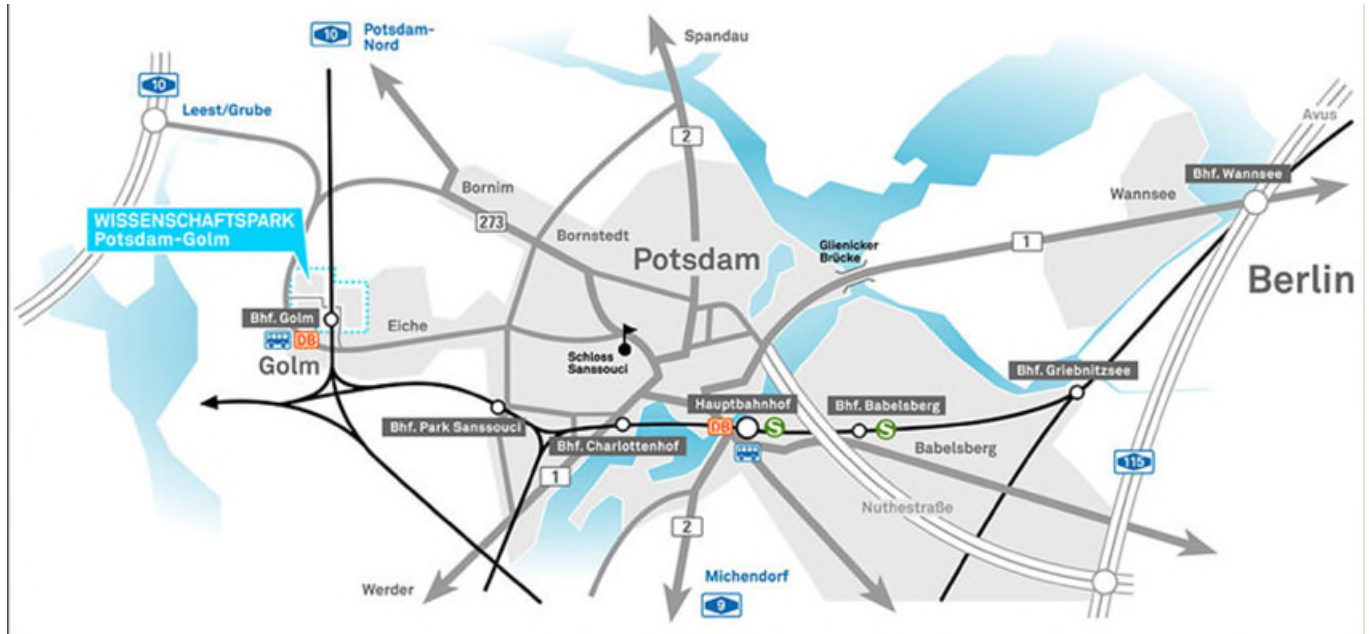 10
Potsdam-
Nord
Spandau
10
Leest/Grube
Avus
2
Bhf. Wannsee
Bornim
Wannsee
WISSENSCHAFTSPARK
Potsdam-Golm
273
Bornstedt
1
Glienicker
Brücke
Potsdam
Berlin
Bhf. Golm
Eiche
DB
Golm
Schloss
Sanssouci
Bhf. Griebnitzsee
Hauptbahnhof
Bhf. Babelsberg
Bhf. Park Sanssouci
DB
S
S
Bhf. Charlottenhof
Babelsberg
115
1
Nuthestraße
2
Werder
Michendorf
9